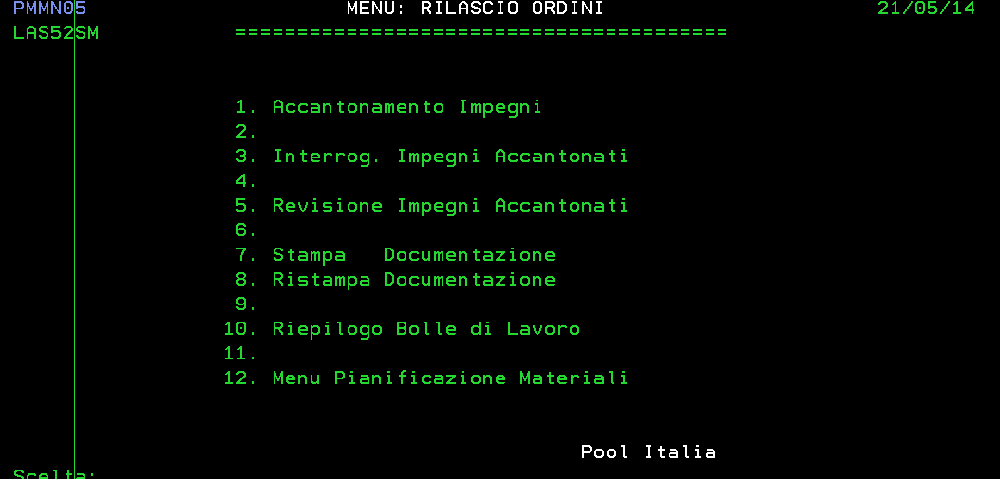 PMMN05 MENU: RILASCIO ORDINI 21/05/14
LAS52SM ========================================
1. Accantonamento Impegni
2.
3. Interrog. Impegni Accantonati
4.
5. Revisione Impegni Accantonati
6.
7. Stampa Documentazione
8. Ristampa Documentazione
9.
10. Riepilogo Bolle di Lavoro
11.
12. Menu Pianificazione Materiali
Pool Italia
Scelta: